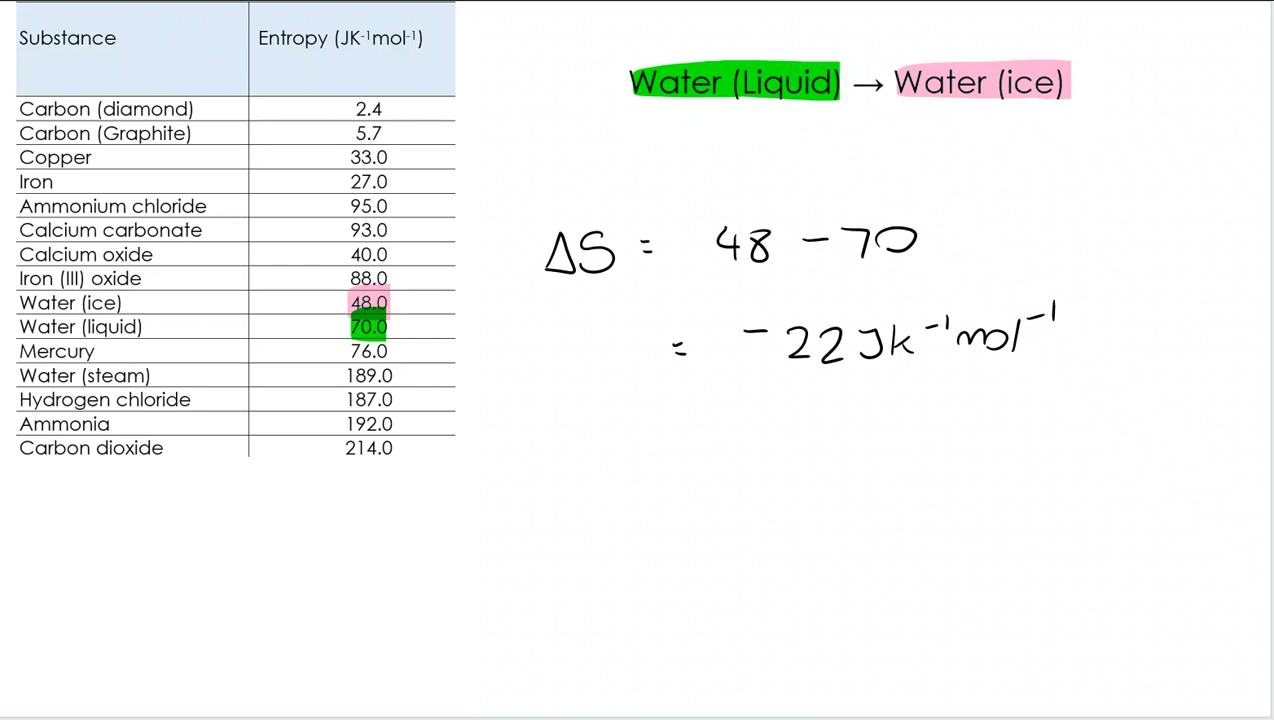 Substance Entropy (JK⁻¹mol⁻¹)
Carbon (diamond) 2.4
Carbon (Graphite) 5.7
Copper 33.0
Iron 27.0
Ammonium chloride 95.0
Calcium carbonate 93.0
Calcium oxide 40.0
Iron (III) oxide 88.0
Water (ice) 48.0
Water (liquid) 70.0
Mercury 76.0
Water (steam) 189.0
Hydrogen chloride 187.0
Ammonia 192.0
Carbon dioxide 214.0
Water (Liquid) → Water (ice)
ΔS = 48 - 70
= -22 Jk⁻¹mol⁻¹